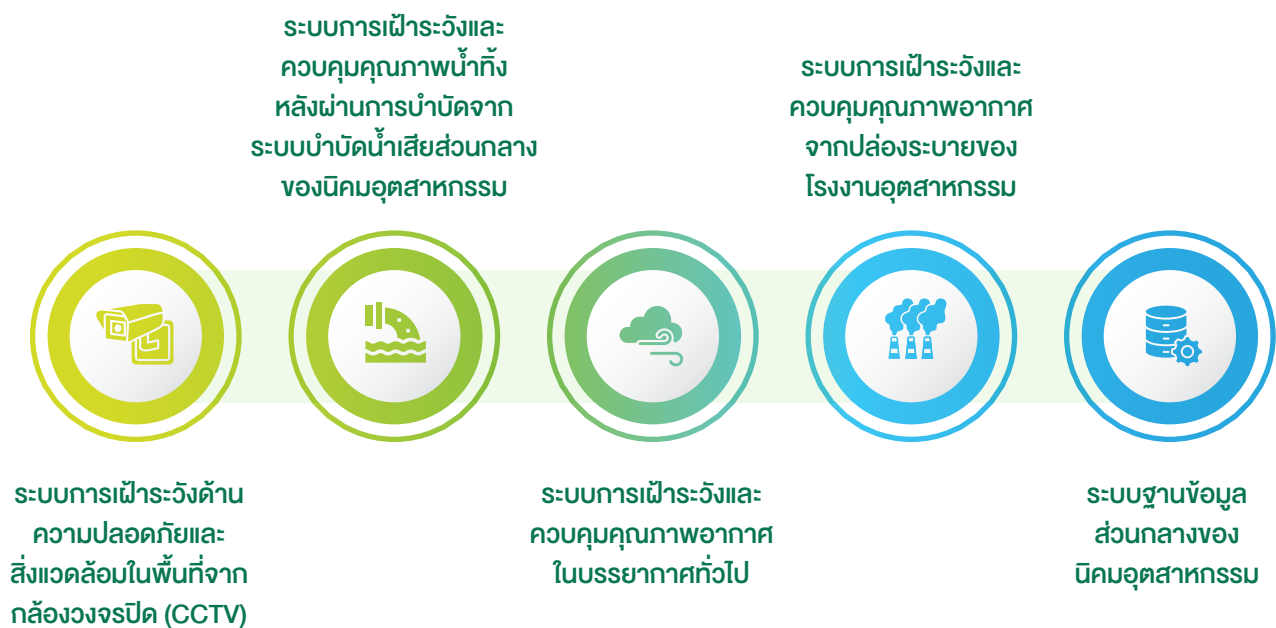 ระบบการเฝ้าระวังและ
ควบคุมคุณภาพน้ำทิ้ง
หลังผ่านการบำบัดจาก
ระบบบำบัดน้ำเสียส่วนกลาง
ของนิคมอุตสาหกรรม
ระบบการเฝ้าระวังและ
ควบคุมคุณภาพอากาศ
จากปล่องระบายของ
โรงงานอุตสาหกรรม
ระบบการเฝ้าระวังด้าน
ความปลอดภัยและ
สิ่งแวดล้อมในพื้นที่จาก
กล้องวงจรปิด (CCTV)
ระบบการเฝ้าระวังและ
ควบคุมคุณภาพอากาศ
ในบรรยากาศทั่วไป
ระบบฐานข้อมูล
ส่วนกลางของ
นิคมอุตสาหกรรม